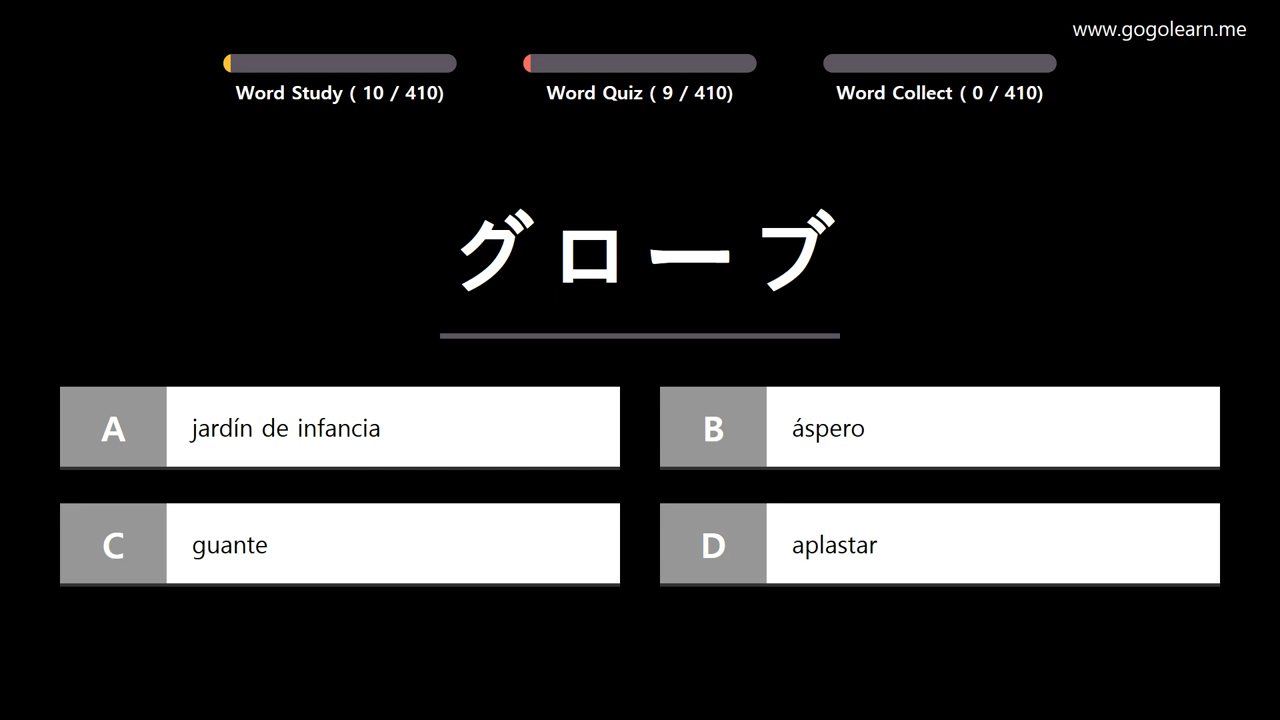 www.gogolearn.me
Word Study ( 10 / 410)
Word Quiz ( 9 / 410)
Word Collect ( 0 / 410)
グローブ
A
jardín de infancia
B
áspero
C
guante
D
aplastar